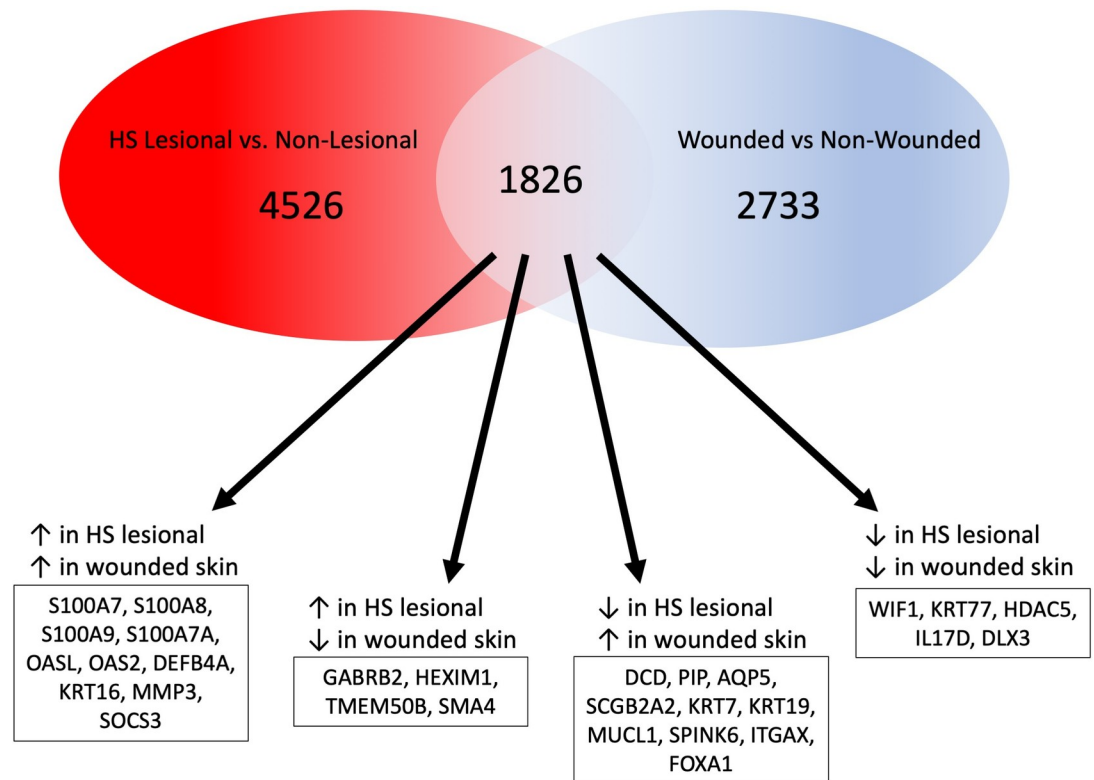 HS Lesional vs. Non-Lesional
4526
1826
Wounded vs Non-Wounded
2733
↑ in HS lesional
↑ in wounded skin
S100A7, S100A8,
S100A9, S100A7A,
OASL, OAS2, DEFB4A,
KRT16, MMP3,
SOCS3
↑ in HS lesional
↓ in wounded skin
GABRB2, HEXIM1,
TMEM50B, SMA4
↓ in HS lesional
↑ in wounded skin
DCD, PIP, AQP5,
SCGB2A2, KRT7, KRT19,
MUCL1, SPINK6, ITGAX,
FOXA1
↓ in HS lesional
↓ in wounded skin
WIF1, KRT77, HDAC5,
IL17D, DLX3